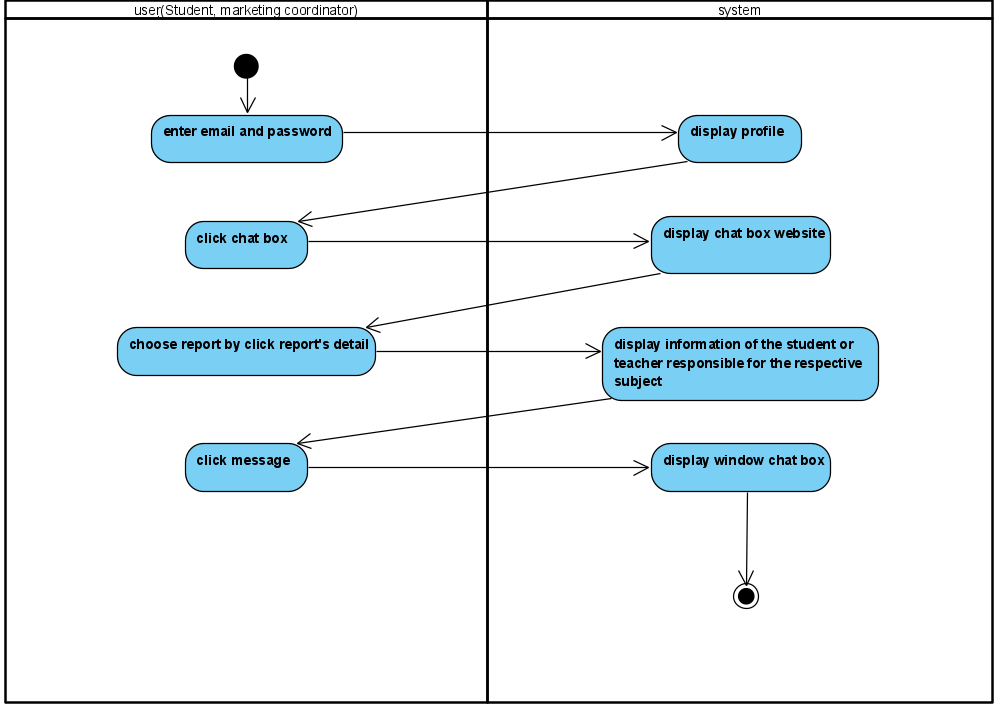 user(Student, marketing coordinator)
system
enter email and password
display profile
click chat box
display chat box website
choose report by click report's detail
display information of the student or
teacher responsible for the respective
subject
click message
display window chat box